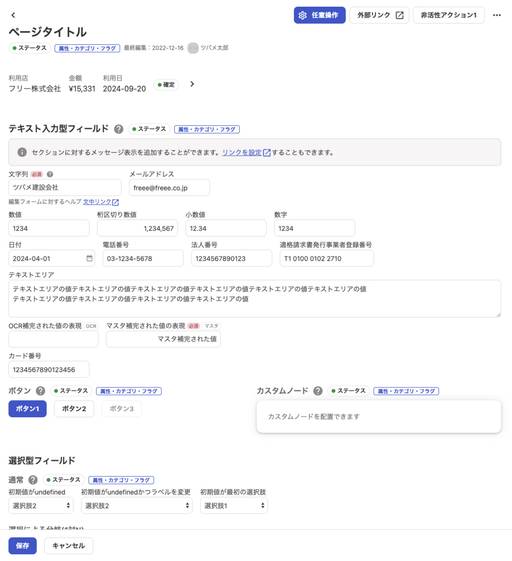 任意操作 外部リンク 非活性アクション1
ページタイトル
ステータス 属性・カテゴリ・フラグ 最終編集：2022-12-16 ツバメ太郎
利用店 金額 利用日
フリー株式会社 ¥15,331 2024-09-20 確定
テキスト入力型フィールド ステータス 属性・カテゴリ・フラグ
セクションに対するメッセージ表示を追加することができます。リンクを設定することもできます。
文字列 必須 メールアドレス
ツバメ建設会社 freee@freee.co.jp
編集フォームに対するヘルプ 文中リンク
数値 桁区切り数値 小数値 数字
1234 1,234,567 12.34 1234
日付 電話番号 法人番号 適格請求書発行事業者登録番号
2024-04-01 03-1234-5678 1234567890123 T1 0100 0102 2710
テキストエリア
テキストエリアの値テキストエリアの値テキストエリアの値テキストエリアの値テキストエリアの値テキストエリアの値
テキストエリアの値テキストエリアの値テキストエリアの値テキストエリアの値
OCR補完された値の表現 OCR マスタ補完された値の表現 必須 マスタ
マスタ補完された値
カード番号
1234567890123456
ボタン ステータス 属性・カテゴリ・フラグ カスタムノード ステータス 属性・カテゴリ・フラグ
ボタン1 ボタン2 ボタン3 カスタムノードを配置できます
選択型フィールド
通常 ステータス 属性・カテゴリ・フラグ
初期値がundefined 初期値がundefinedかつラベルを変更 初期値が最初の選択肢
選択肢2 選択肢2 選択肢1
保存 キャンセル